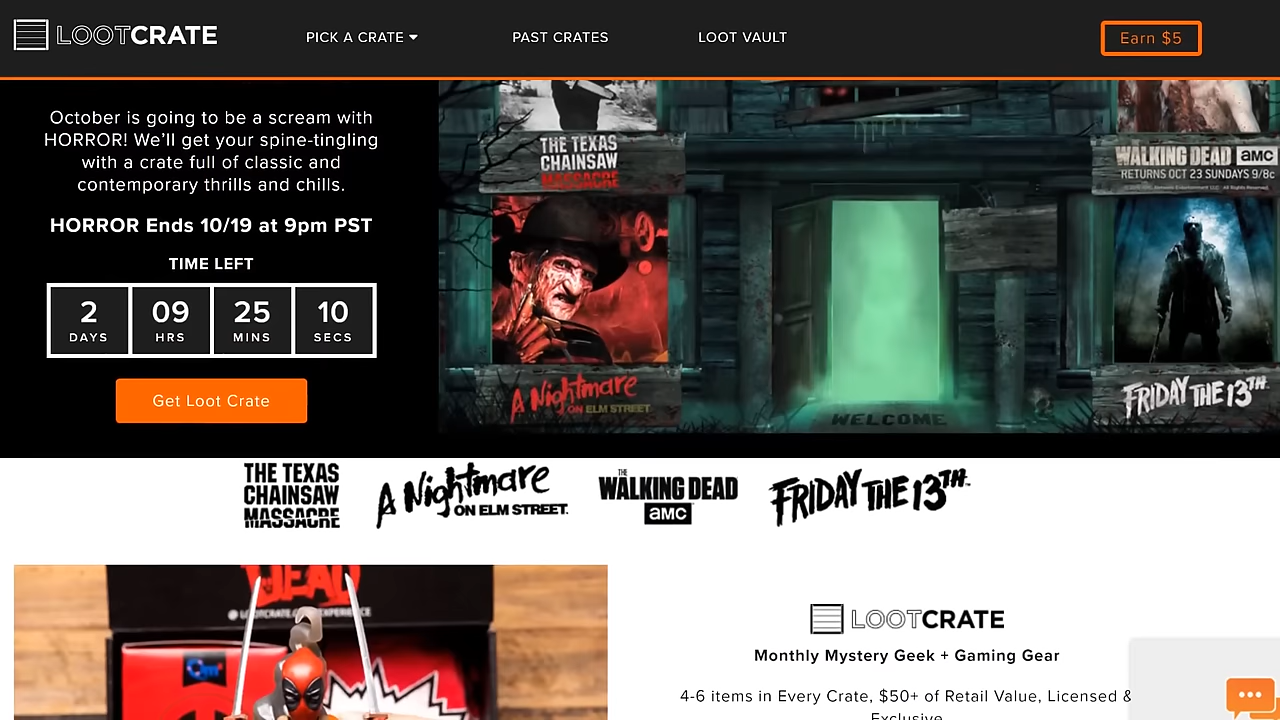 LOOTCRATE
PICK A CRATE
PAST CRATES
LOOT VAULT
Earn $5
October is going to be a scream with
HORROR! We'll get your spine-tingling
with a crate full of classic and
contemporary thrills and chills.
HORROR Ends 10/19 at 9pm PST
TIME LEFT
2 09 25 10
DAYS HRS MINS SECS
Get Loot Crate
THE TEXAS
CHAINSAW
MASSACRE
WALKING DEAD AMC
RETURNS OCT 23 SUNDAYS 9/8c
A Nightmare
ON ELM STREET
WELCOME
FRIDAY THE 13TH
THE TEXAS
CHAINSAW
MASSACRE
A Nightmare
ON ELM STREET.
THE
WALKING DEAD
AMC
FRIDAY THE 13TH
DEAD
LOOTCRATE
Monthly Mystery Geek + Gaming Gear
4-6 items in Every Crate, $50+ of Retail Value, Licensed &
Exclusive